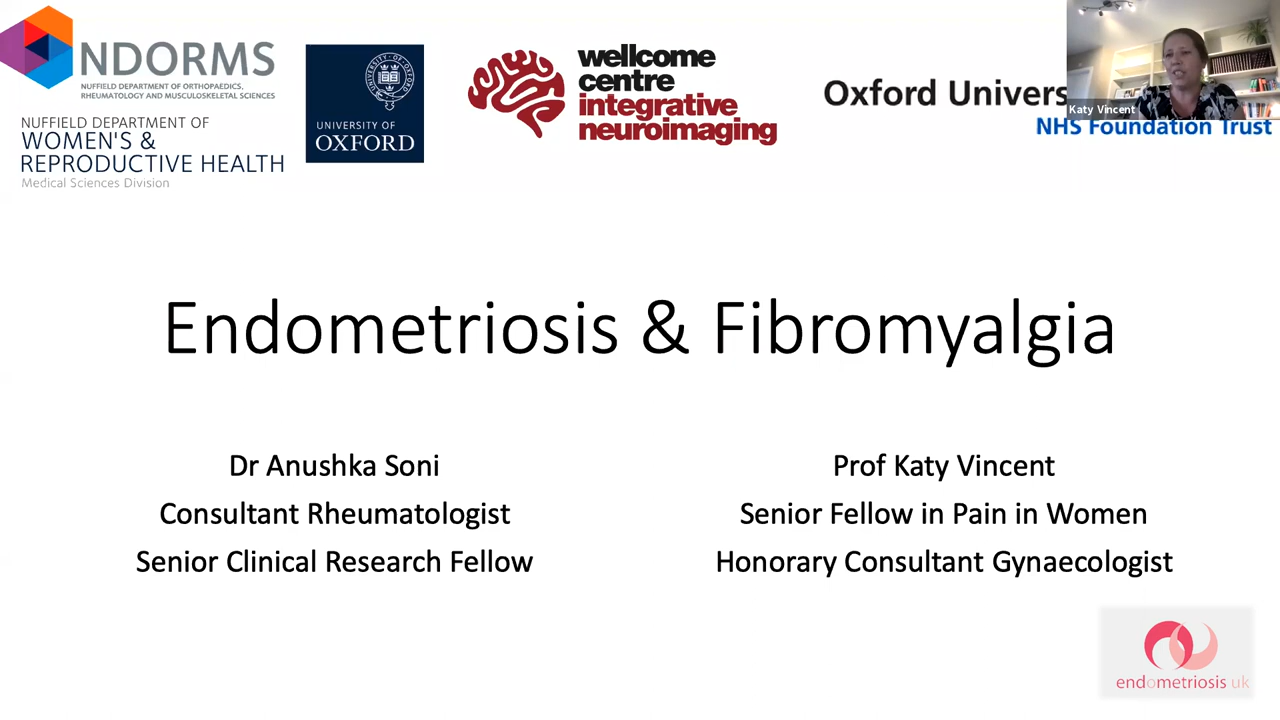 NDORMS
NUFFIELD DEPARTMENT OF ORTHOPAEDICS,
RHEUMATOLOGY AND MUSCULOSKELETAL SCIENCES
NUFFIELD DEPARTMENT OF
WOMEN'S &
REPRODUCTIVE HEALTH
Medical Sciences Division
UNIVERSITY OF
OXFORD
wellcome
centre
integrative
neuroimaging
Oxford Univers
Katy Vincent
NHS Foundation Trust
Endometriosis & Fibromyalgia
Dr Anushka Soni
Consultant Rheumatologist
Senior Clinical Research Fellow
Prof Katy Vincent
Senior Fellow in Pain in Women
Honorary Consultant Gynaecologist
endometriosis uk